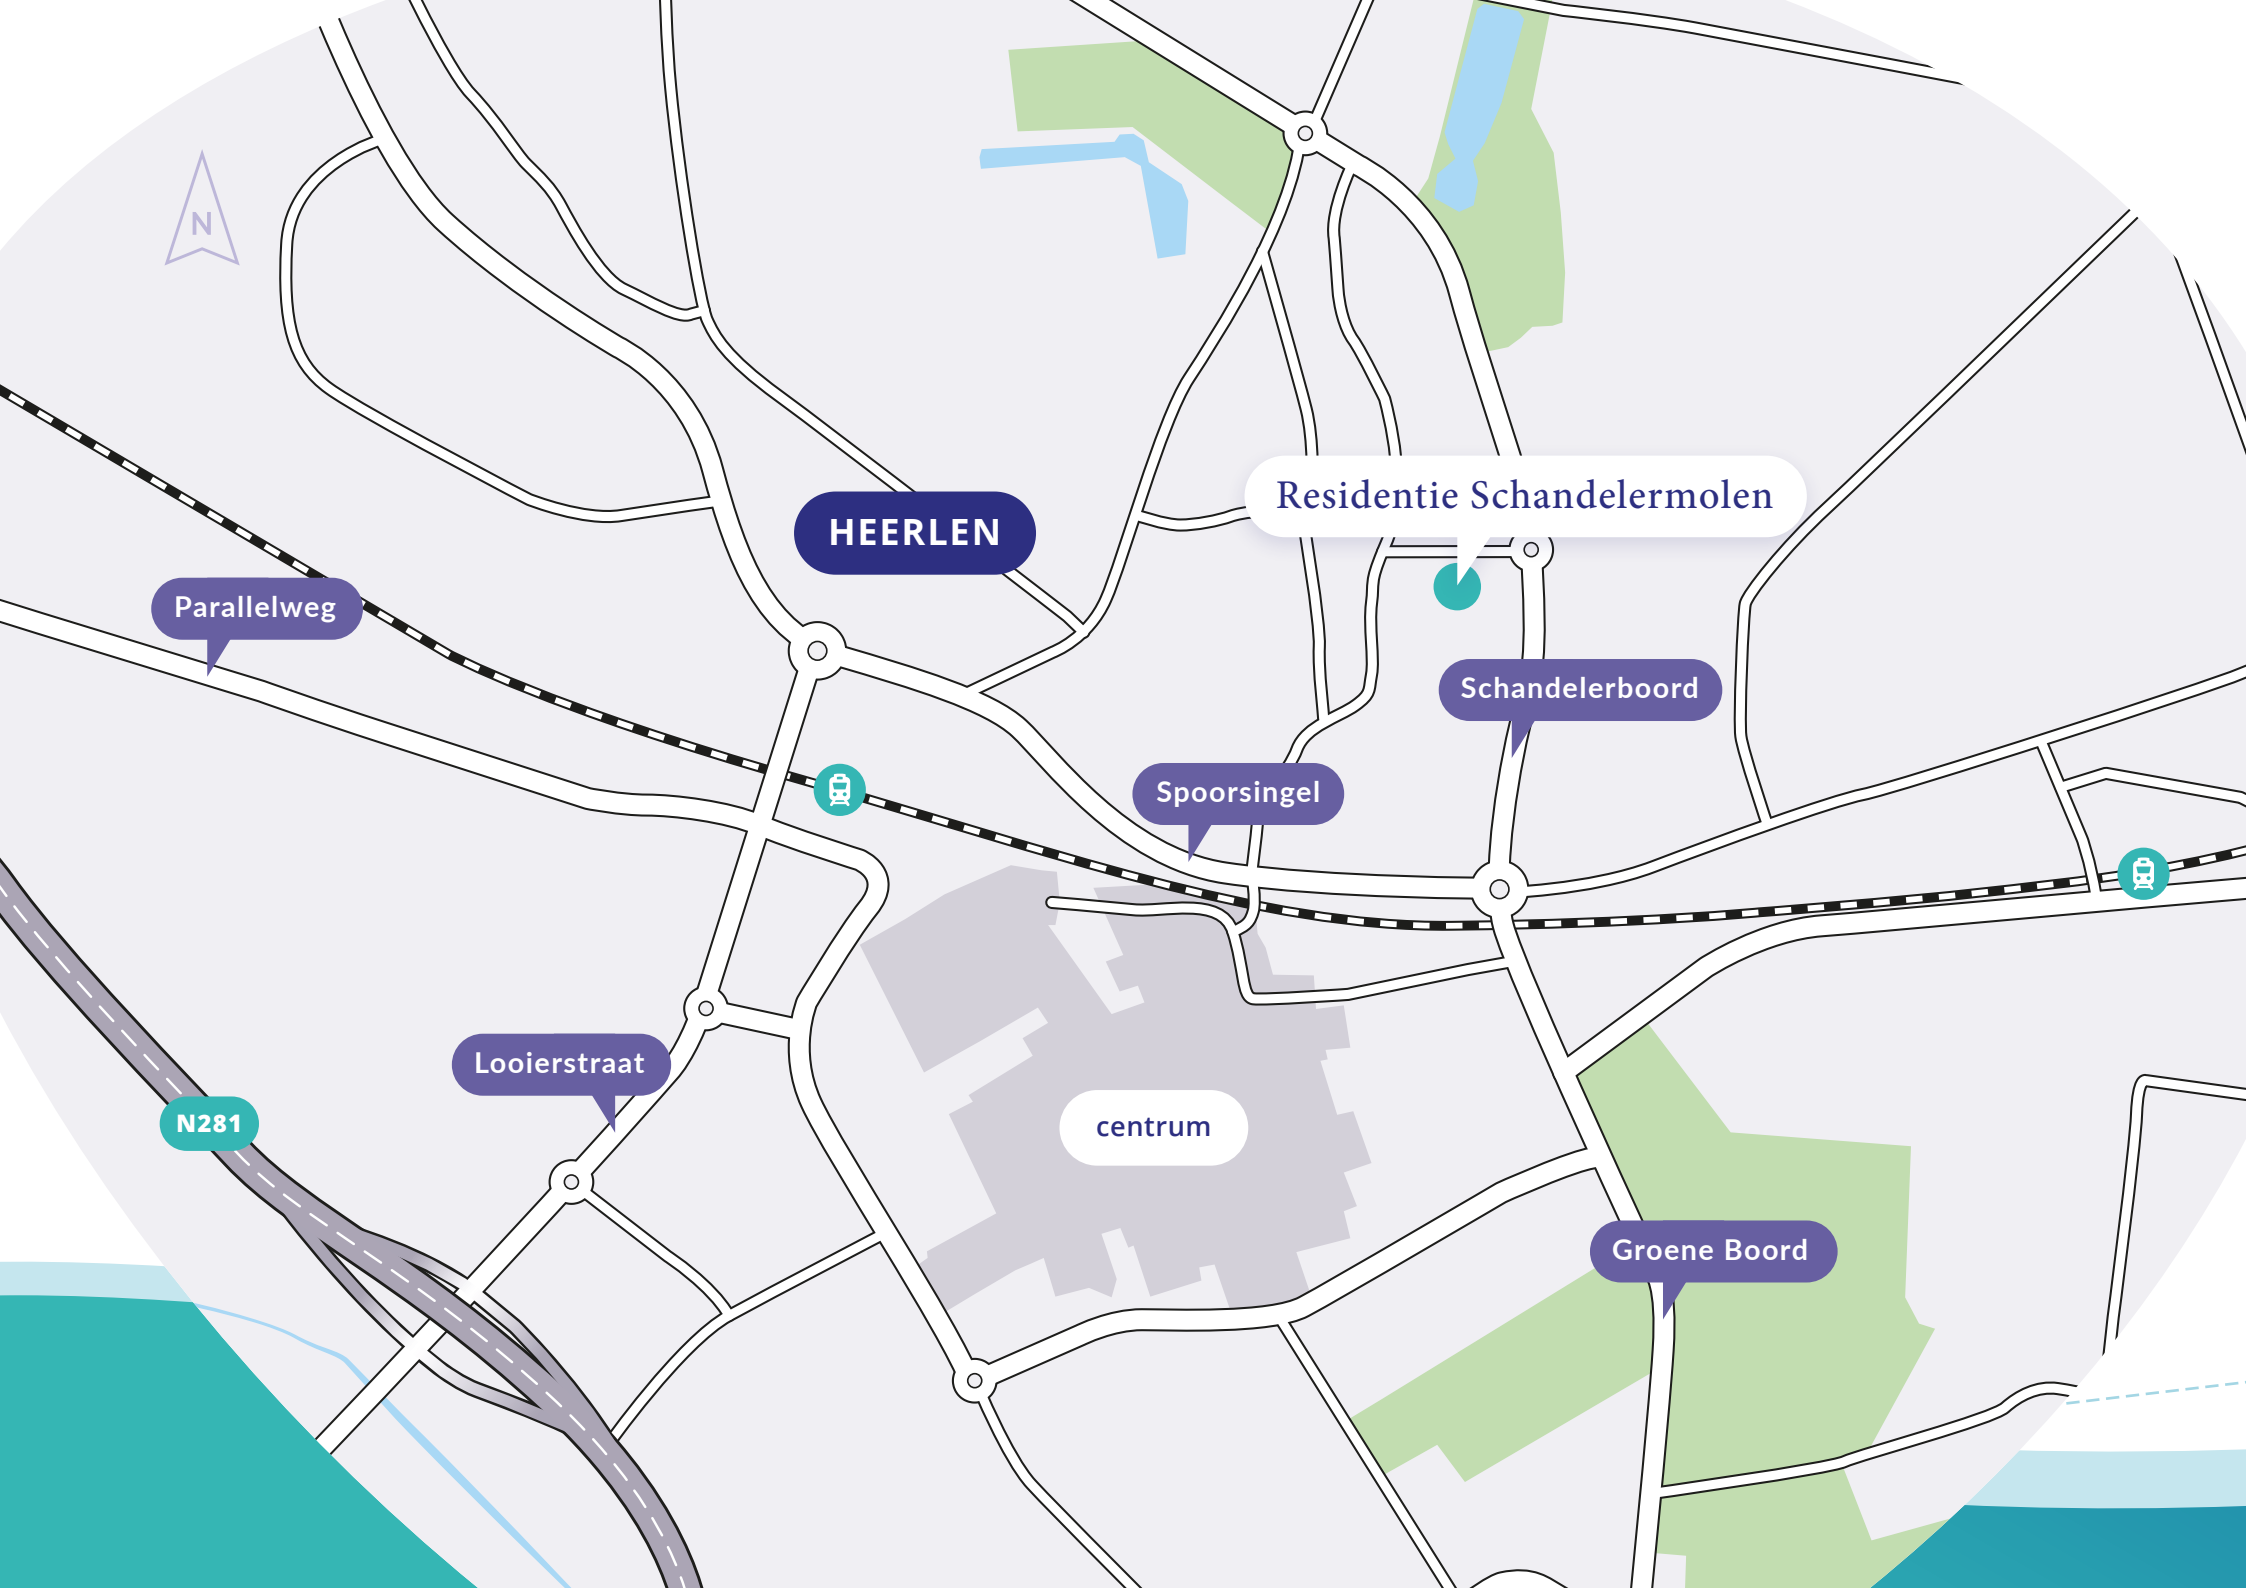 N
HEERLEN
Residentie Schandelermolen
Parallelweg
Schandelerboord
Spoorsingel
Looierstraat
N281
centrum
Groene Boord